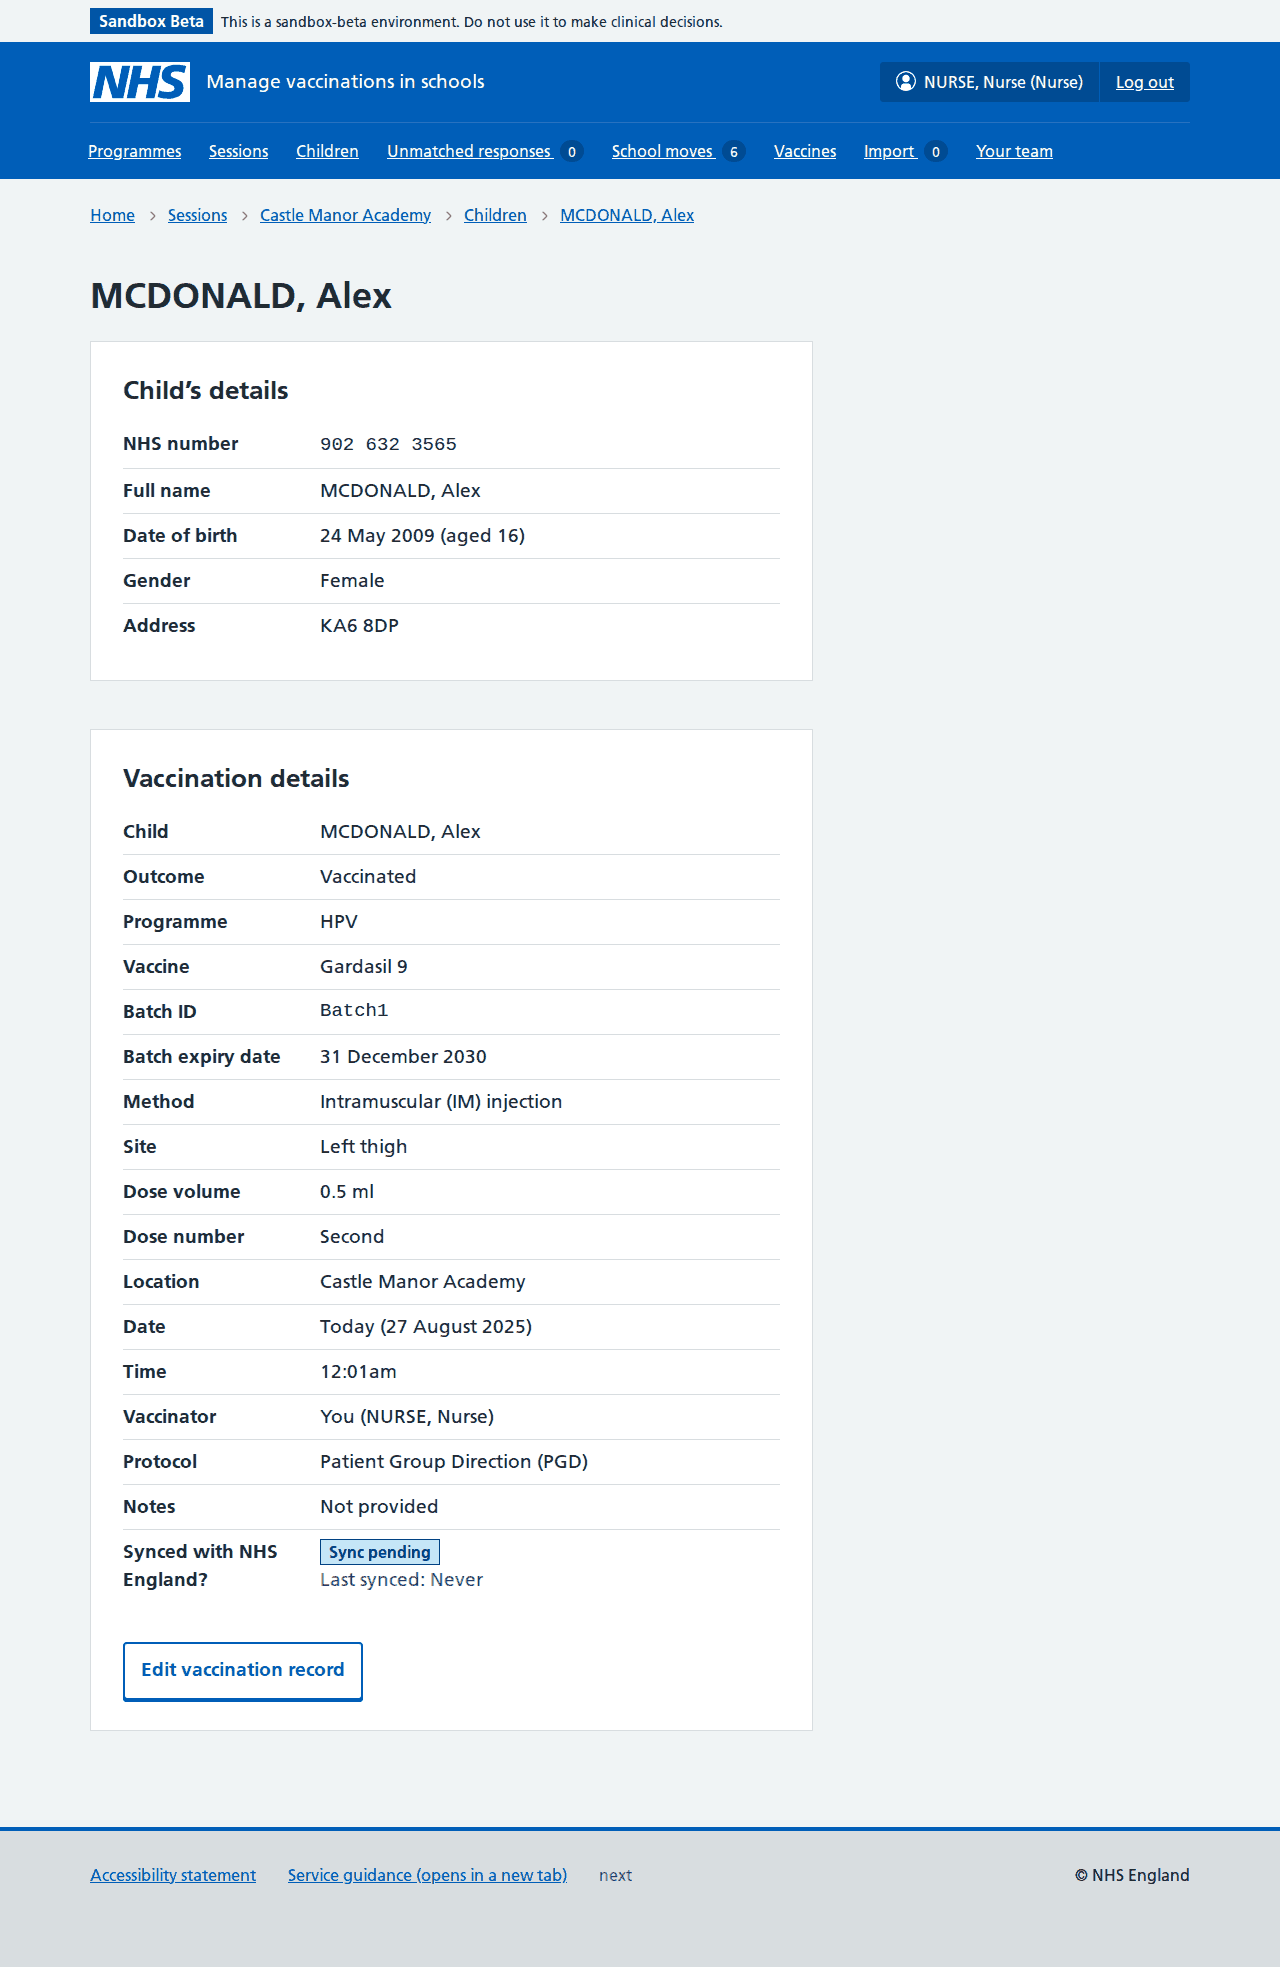 Sandbox Beta This is a sandbox-beta environment. Do not use it to make clinical decisions.
NHS Manage vaccinations in schools NURSE, Nurse (Nurse) Log out
Programmes Sessions Children Unmatched responses 0 School moves 6 Vaccines Import 0 Your team
Home Sessions Castle Manor Academy Children MCDONALD, Alex
MCDONALD, Alex
Child’s details
NHS number 902 632 3565
Full name MCDONALD, Alex
Date of birth 24 May 2009 (aged 16)
Gender Female
Address KA6 8DP
Vaccination details
Child MCDONALD, Alex
Outcome Vaccinated
Programme HPV
Vaccine Gardasil 9
Batch ID Batch1
Batch expiry date 31 December 2030
Method Intramuscular (IM) injection
Site Left thigh
Dose volume 0.5 ml
Dose number Second
Location Castle Manor Academy
Date Today (27 August 2025)
Time 12:01am
Vaccinator You (NURSE, Nurse)
Protocol Patient Group Direction (PGD)
Notes Not provided
Synced with NHS Sync pending
England? Last synced: Never
Edit vaccination record
Accessibility statement Service guidance (opens in a new tab) next © NHS England